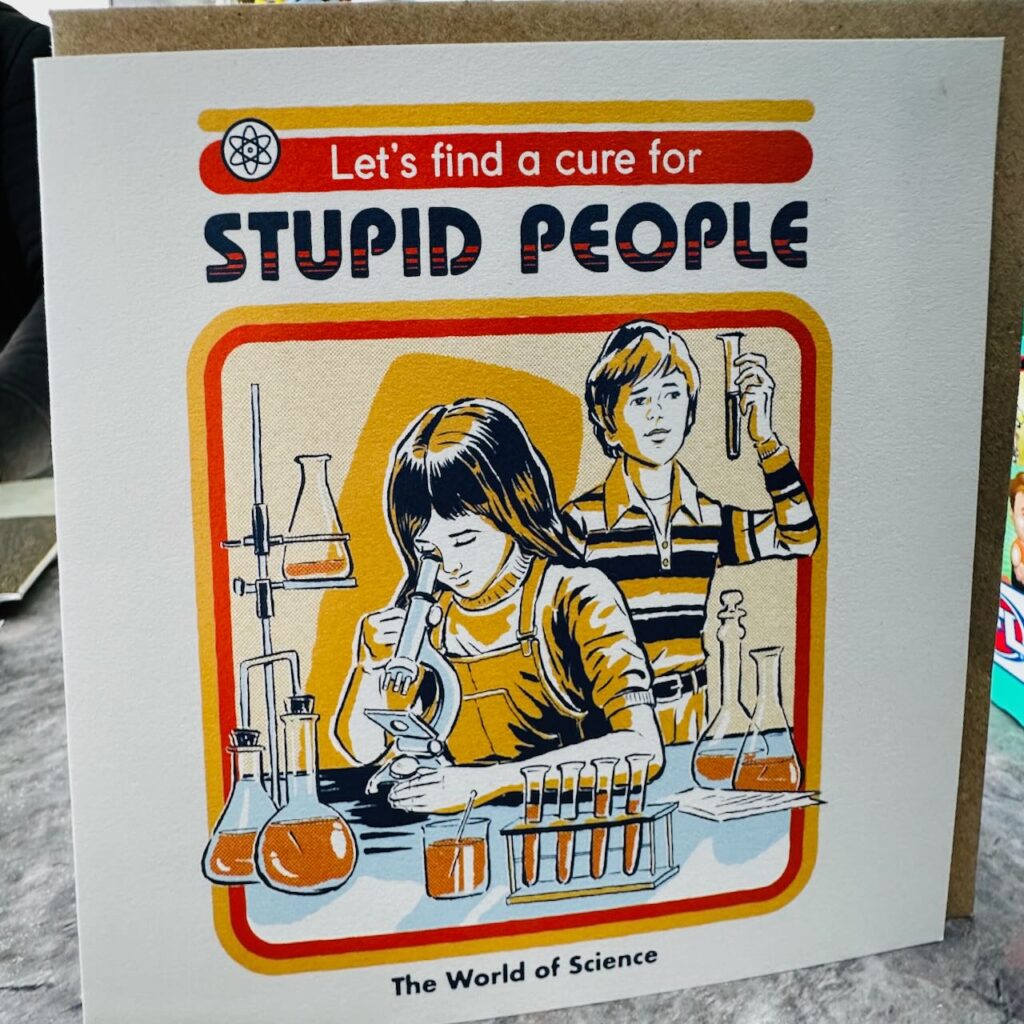 Let's find a cure for
STUPID PEOPLE
The World of Science